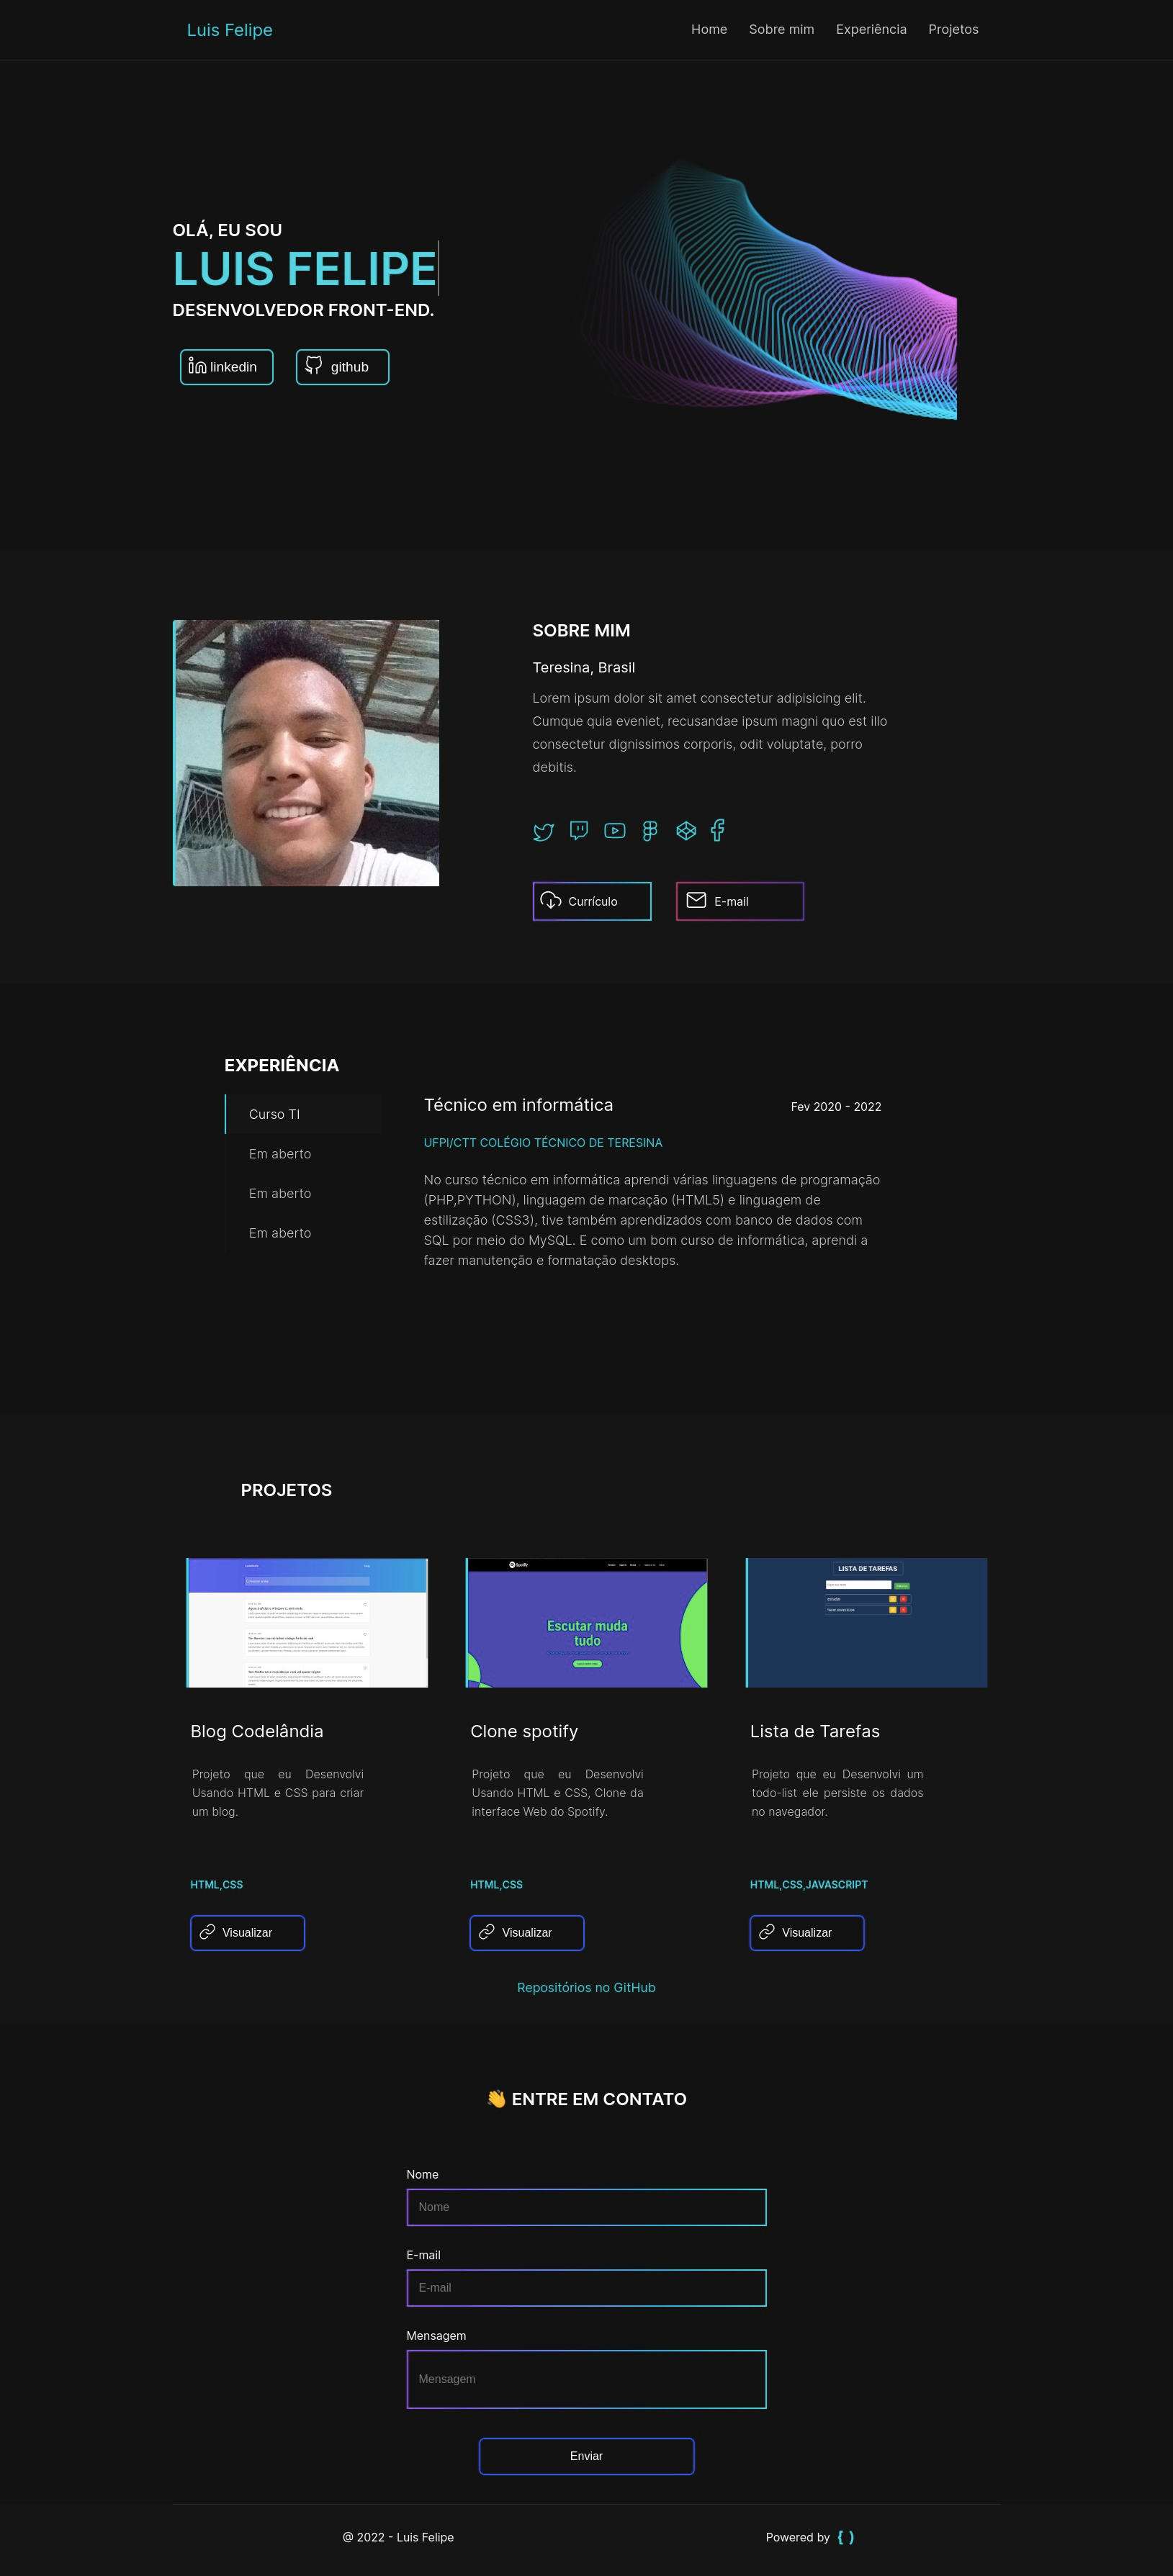 Luis Felipe
Home Sobre mim Experiência Projetos
OLÁ, EU SOU
LUIS FELIPE
DESENVOLVEDOR FRONT-END.
linkedin github
SOBRE MIM
Teresina, Brasil
Lorem ipsum dolor sit amet consectetur adipisicing elit.
Cumque quia eveniet, recusandae ipsum magni quo est illo
consectetur dignissimos corporis, odit voluptate, porro
debitis.
Currículo E-mail
EXPERIÊNCIA
Curso TI
Em aberto
Em aberto
Em aberto
Técnico em informática
Fev 2020 - 2022
UFPI/CTT COLÉGIO TÉCNICO DE TERESINA
No curso técnico em informática aprendi várias linguagens de programação
(PHP,PYTHON), linguagem de marcação (HTML5) e linguagem de
estilização (CSS3), tive também aprendizados com banco de dados com
SQL por meio do MySQL. E como um bom curso de informática, aprendi a
fazer manutenção e formatação desktops.
PROJETOS
Spotify
Escutar muda
tudo
LISTA DE TAREFAS
Blog Codelândia
Projeto que eu Desenvolvi
Usando HTML e CSS para criar
um blog.
HTML,CSS
Visualizar
Clone spotify
Projeto que eu Desenvolvi
Usando HTML e CSS, Clone da
interface Web do Spotify.
HTML,CSS
Visualizar
Lista de Tarefas
Projeto que eu Desenvolvi um
todo-list ele persiste os dados
no navegador.
HTML,CSS,JAVASCRIPT
Visualizar
Repositórios no GitHub
👋 ENTRE EM CONTATO
Nome
Nome
E-mail
E-mail
Mensagem
Mensagem
Enviar
@ 2022 - Luis Felipe
Powered by { )